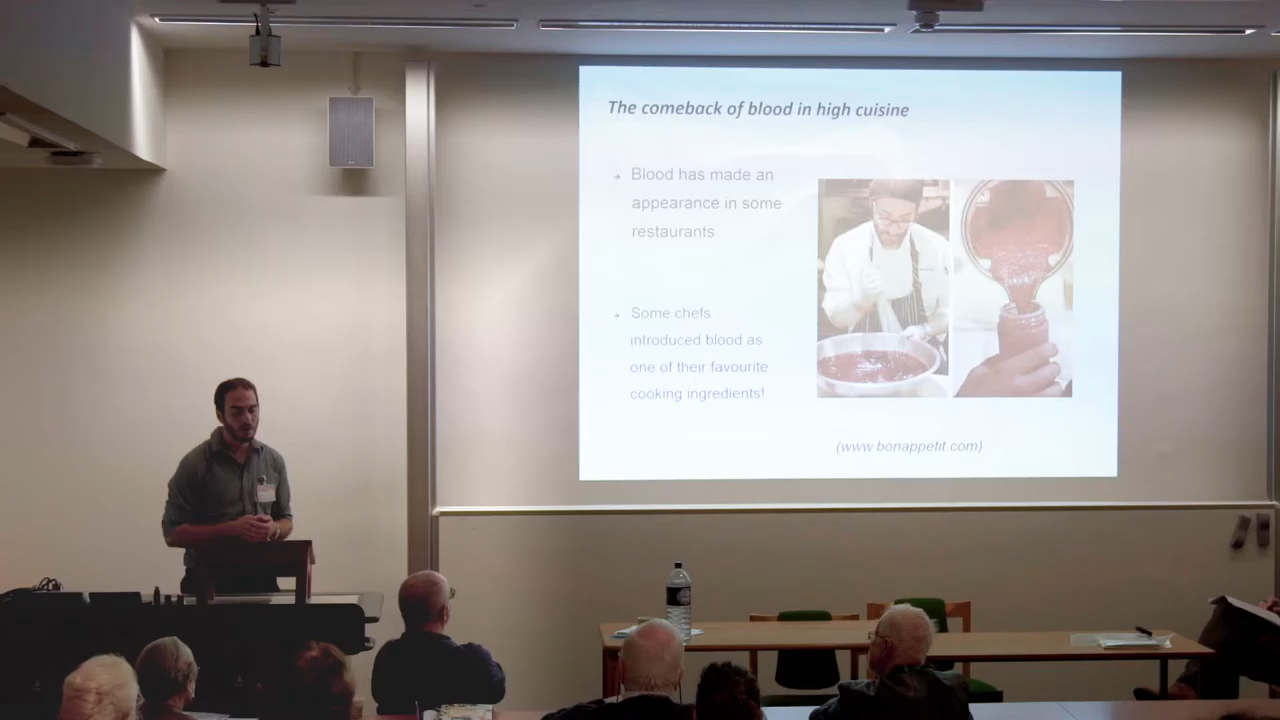 The comeback of blood in high cuisine
Blood has made an
appearance in some
restaurants
Some chefs
introduced blood as
one of their favourite
cooking ingredients!
(www.bonappetit.com)